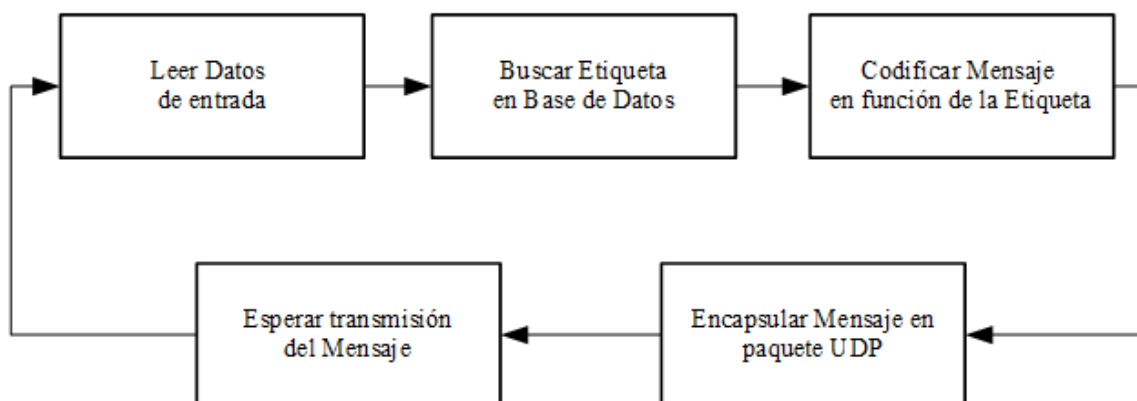 Leer Datos
de entrada
Buscar Etiqueta
en Base de Datos
Codificar Mensaje
en función de la Etiqueta
Esperar transmisión
del Mensaje
Encapsular Mensaje en
paquete UDP